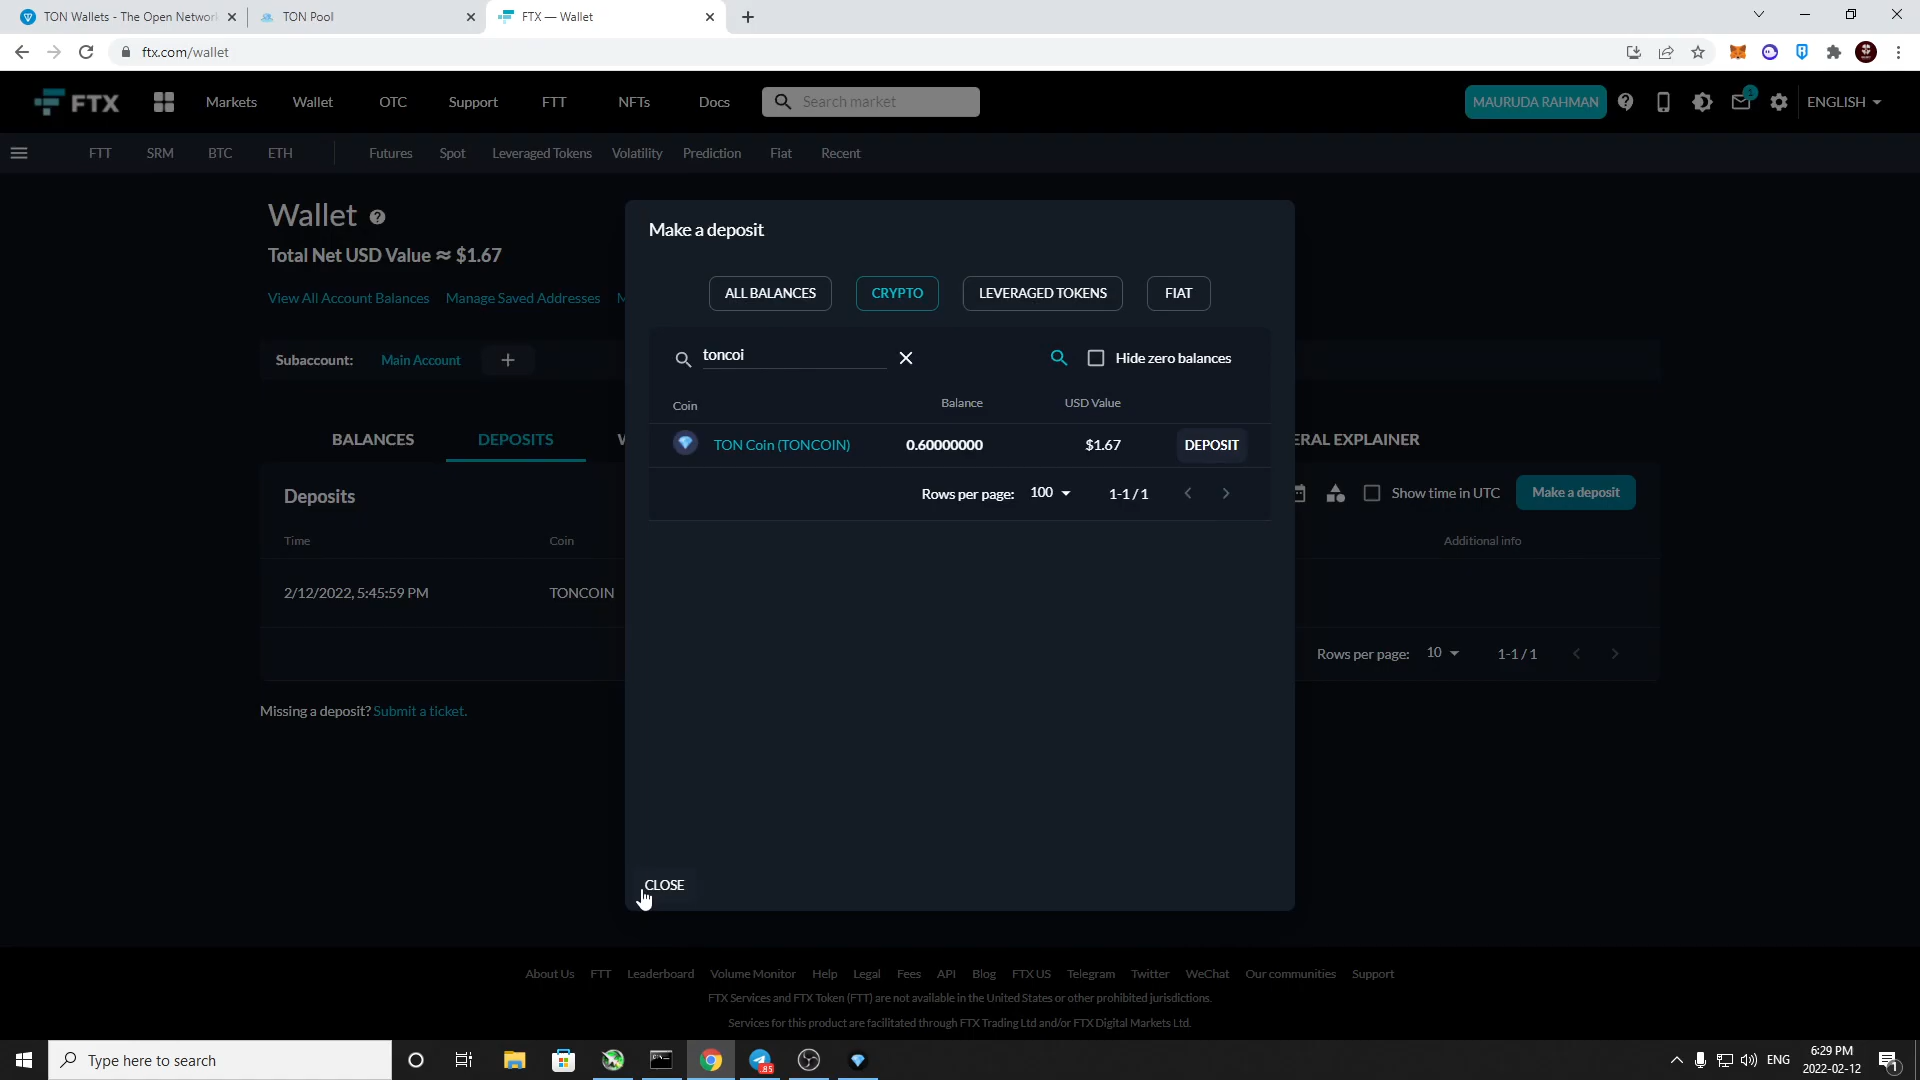 TON Wallets - The Open Networ
TON Pool
FTX — Wallet
ftx.com/wallet
FTX
Markets
Wallet
OTC
Support
FTT
NFTs
Docs
Search market
MAURUDA RAHMAN
1
ENGLISH
FTT
SRM
BTC
ETH
Futures
Spot
Leveraged Tokens
Volatility
Prediction
Fiat
Recent
Wallet
Total Net USD Value ≈ $1.67
View All Account Balances
Manage Saved Addresses
M
Subaccount:
Main Account
BALANCES
DEPOSITS
ERAL EXPLAINER
Deposits
Show time in UTC
Make a deposit
Time
Coin
Additional info
2/12/2022, 5:45:59 PM
TONCOIN
Rows per page:
10
1-1 / 1
Missing a deposit? Submit a ticket.
Make a deposit
ALL BALANCES
CRYPTO
LEVERAGED TOKENS
FIAT
toncoi
Hide zero balances
Coin
Balance
USD Value
TON Coin (TONCOIN)
0.60000000
$1.67
DEPOSIT
Rows per page:
100
1-1 / 1
CLOSE
About Us
FTT
Leaderboard
Volume Monitor
Help
Legal
Fees
API
Blog
FTX US
Telegram
Twitter
WeChat
Our communities
Support
FTX Services and FTX Token (FTT) are not available in the United States or other prohibited jurisdictions.
Services for this product are facilitated through FTX Trading Ltd and/or FTX Digital Markets Ltd.
Type here to search
.85
ENG
6:29 PM
2022-02-12
1